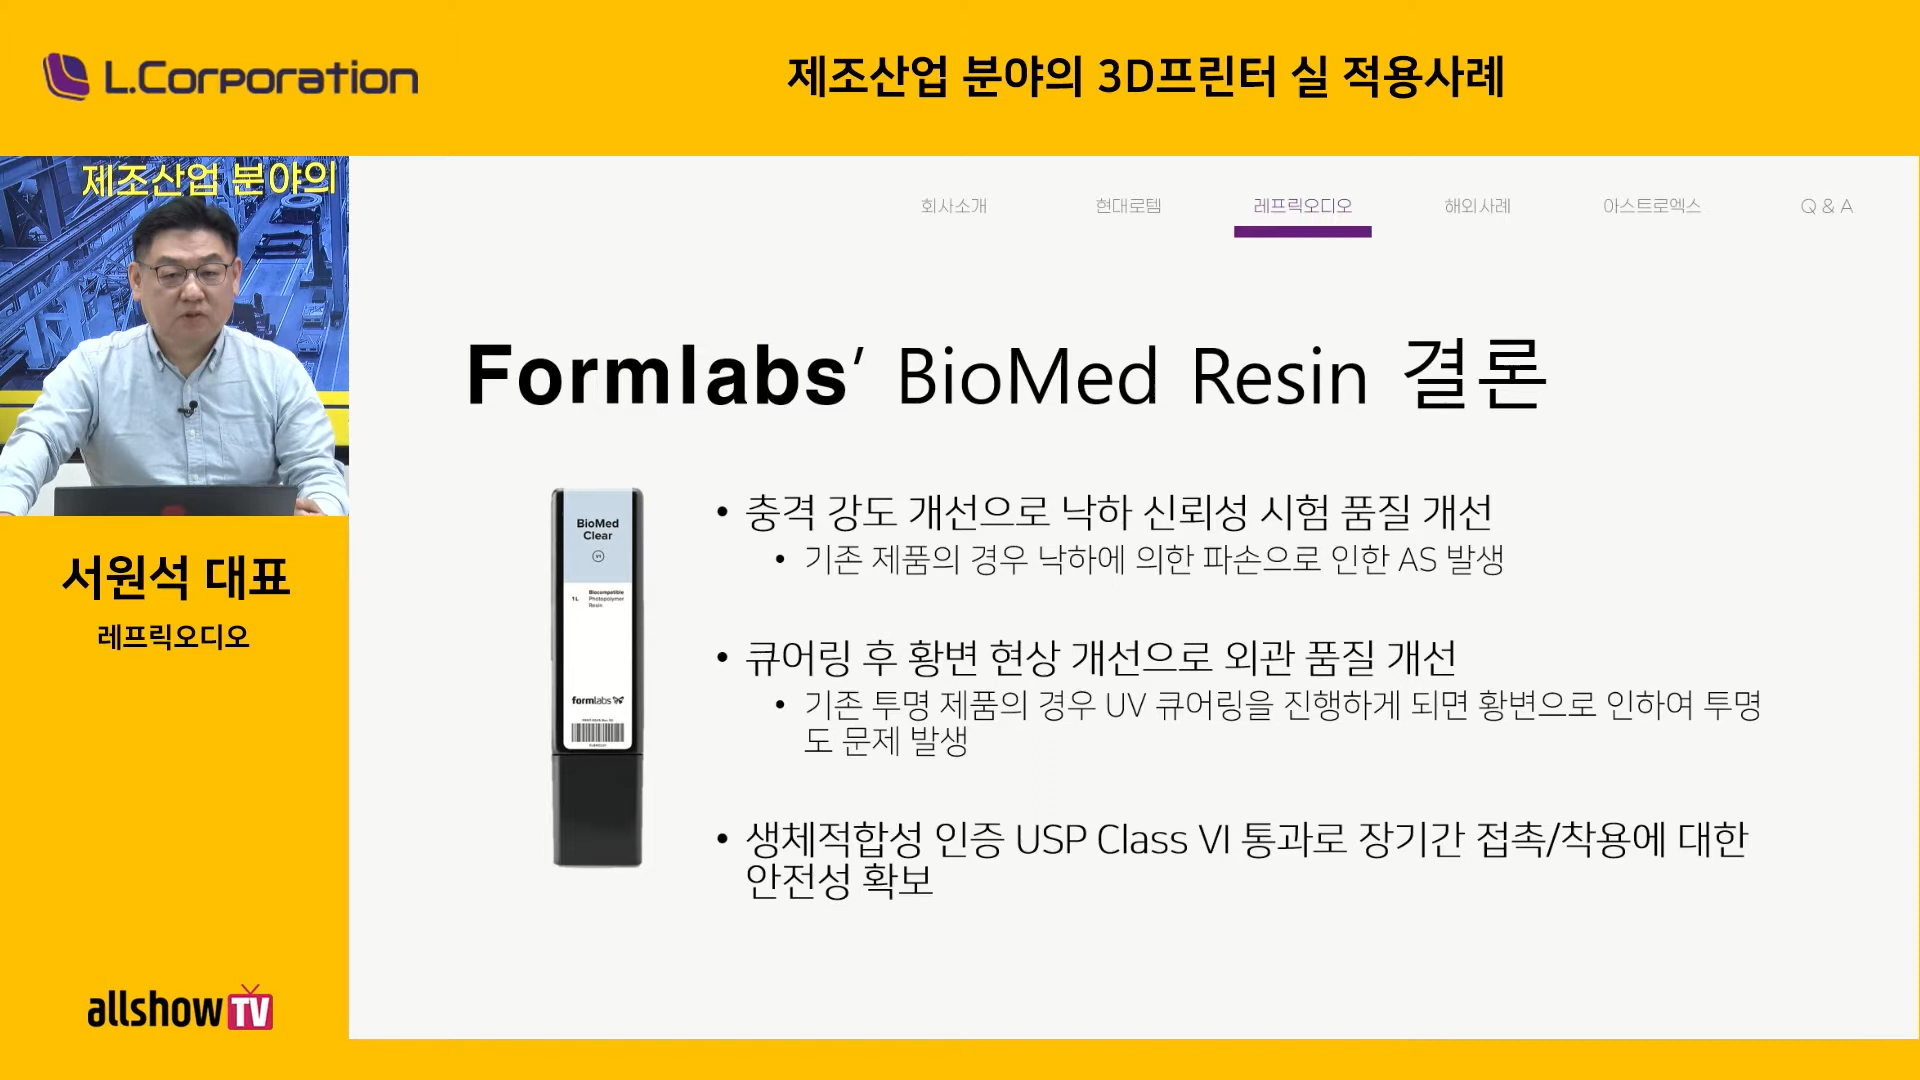 L.Corporation
제조산업 분야의 3D프린터 실 적용사례
제조산업 분야의
회사소개
현대로템
레프릭오디오
해외사례
아스트로엑스
Q & A
Formlabs’ BioMed Resin 결론
BioMed
Clear
1 L
Biocompatible
Photopolymer
Resin
formlabs
• 충격 강도 개선으로 낙하 신뢰성 시험 품질 개선
• 기존 제품의 경우 낙하에 의한 파손으로 인한 AS 발생
• 큐어링 후 황변 현상 개선으로 외관 품질 개선
• 기존 투명 제품의 경우 UV 큐어링을 진행하게 되면 황변으로 인하여 투명
도 문제 발생
• 생체적합성 인증 USP Class VI 통과로 장기간 접촉/착용에 대한
안전성 확보
서원석 대표
레프릭오디오
allshowTV